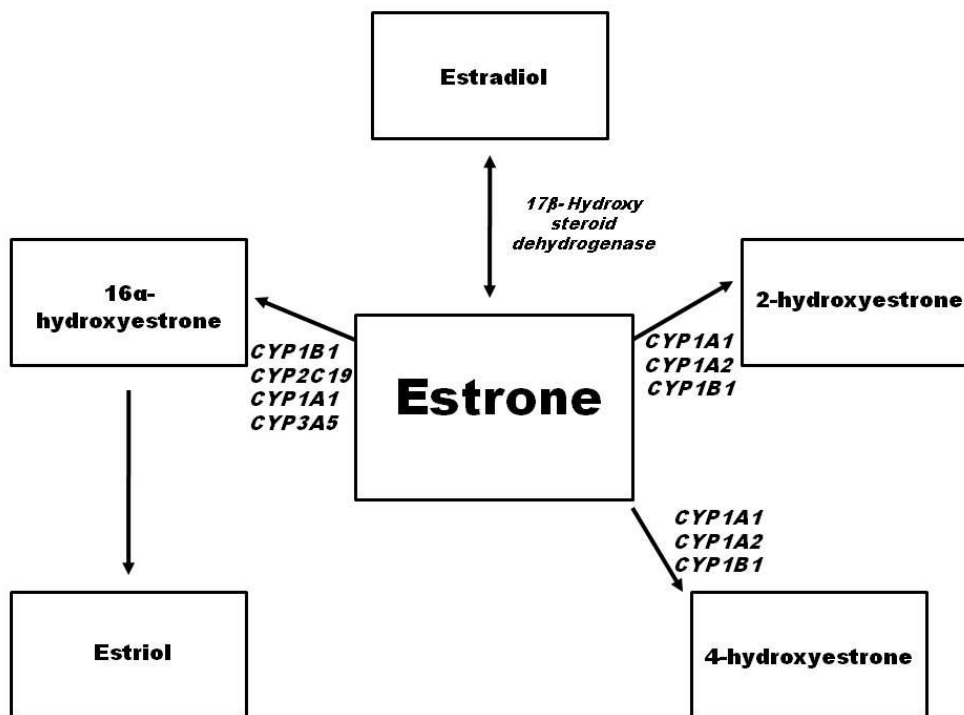 Estradiol
17β- Hydroxy
steroid
dehydrogenase
16α-
hydroxyestrone
2-hydroxyestrone
CYP1B1
CYP2C19
CYP1A1
CYP3A5
Estrone
CYP1A1
CYP1A2
CYP1B1
CYP1A1
CYP1A2
CYP1B1
Estriol
4-hydroxyestrone